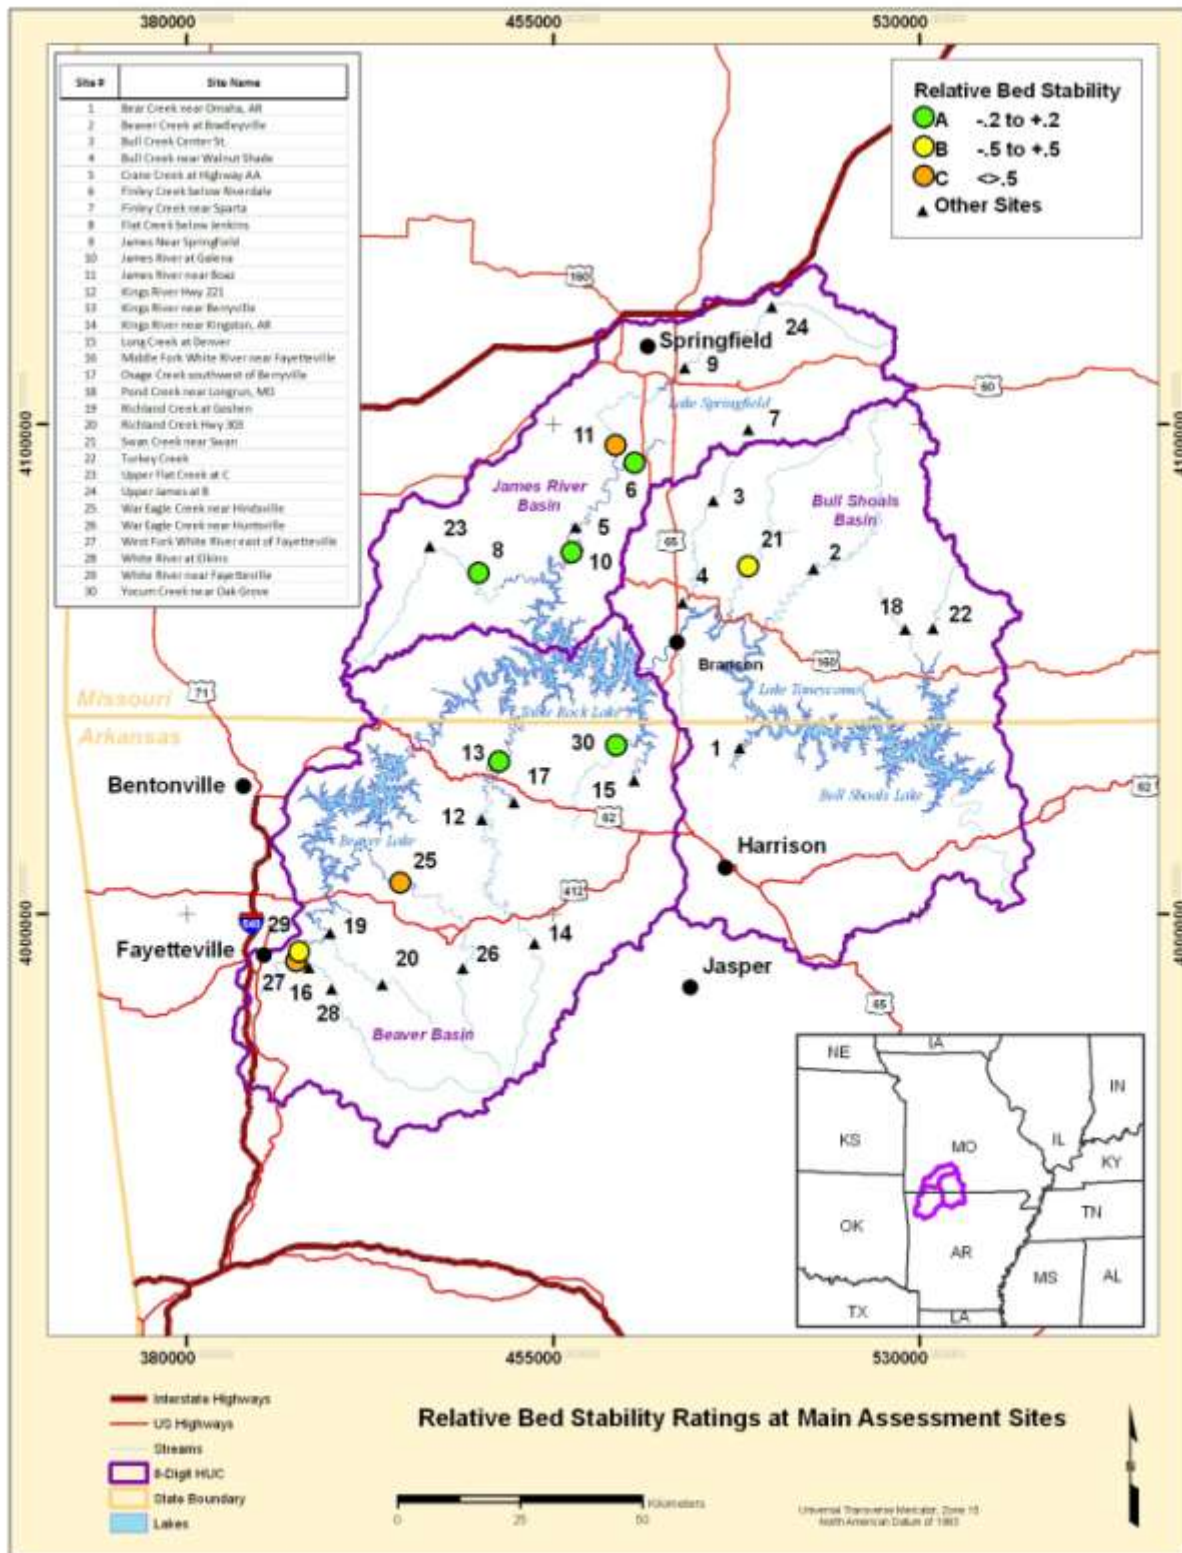 380000 455000 530000
Site # Site Name
1 Bear Creek near Omaha, AR
2 Beaver Creek at Bradleyville
3 Bull Creek Center St.
4 Bull Creek near Walnut Shade
5 Crane Creek at Highway AA
6 Finley Creek below Riverdale
7 Finley Creek near Sparta
8 Flat Creek below Jenkins
9 James Near Springfield
10 James River at Galena
11 James River near Boaz
12 Kings River Hwy 221
13 Kings River near Berryville
14 Kings River near Kingston, AR
15 Long Creek at Denver
16 Middle Fork White River near Fayetteville
17 Osage Creek southwest of Berryville
18 Pond Creek near Longrun, MO
19 Richland Creek at Goshen
20 Richland Creek Hwy 303
21 Swan Creek near Swan
22 Turkey Creek
23 Upper Flat Creek at C
24 Upper James at B
25 War Eagle Creek near Hindsville
26 War Eagle Creek near Huntsville
27 West Fork White River east of Fayetteville
28 White River at Elkins
29 White River near Fayetteville
30 Yocum Creek near Oak Grove
Relative Bed Stability
A -.2 to +.2
B -.5 to +.5
C <>.5
Other Sites
160
24
Springfield
9
60
Lake Springfield
7
4100000
4100000
11
6
James River
Basin
3
Bull Shoals
Basin
23
5
65
21
8
10
2
4
18
22
Branson
160
71
Lake Taneycomo
Missouri
Table Rock Lake
Arkansas
13
30
1
Bentonville
17
15
62
Bull Shoals Lake
12
62
Beaver Lake
25
Harrison
412
4000000
4000000
29
540
19
14
Fayetteville
26
20
Jasper
27
16
28
65
Beaver Basin
NE
IA
IN
KS
MO
IL
KY
OK
TN
AR
MS
AL
TX
LA
380000 455000 530000
Interstate Highways
US Highways
Streams
8-Digit HUC
State Boundary
Lakes
Relative Bed Stability Ratings at Main Assessment Sites
Kilometers
0 25 50
N
Universal Transverse Mercator, Zone 15
North American Datum of 1983